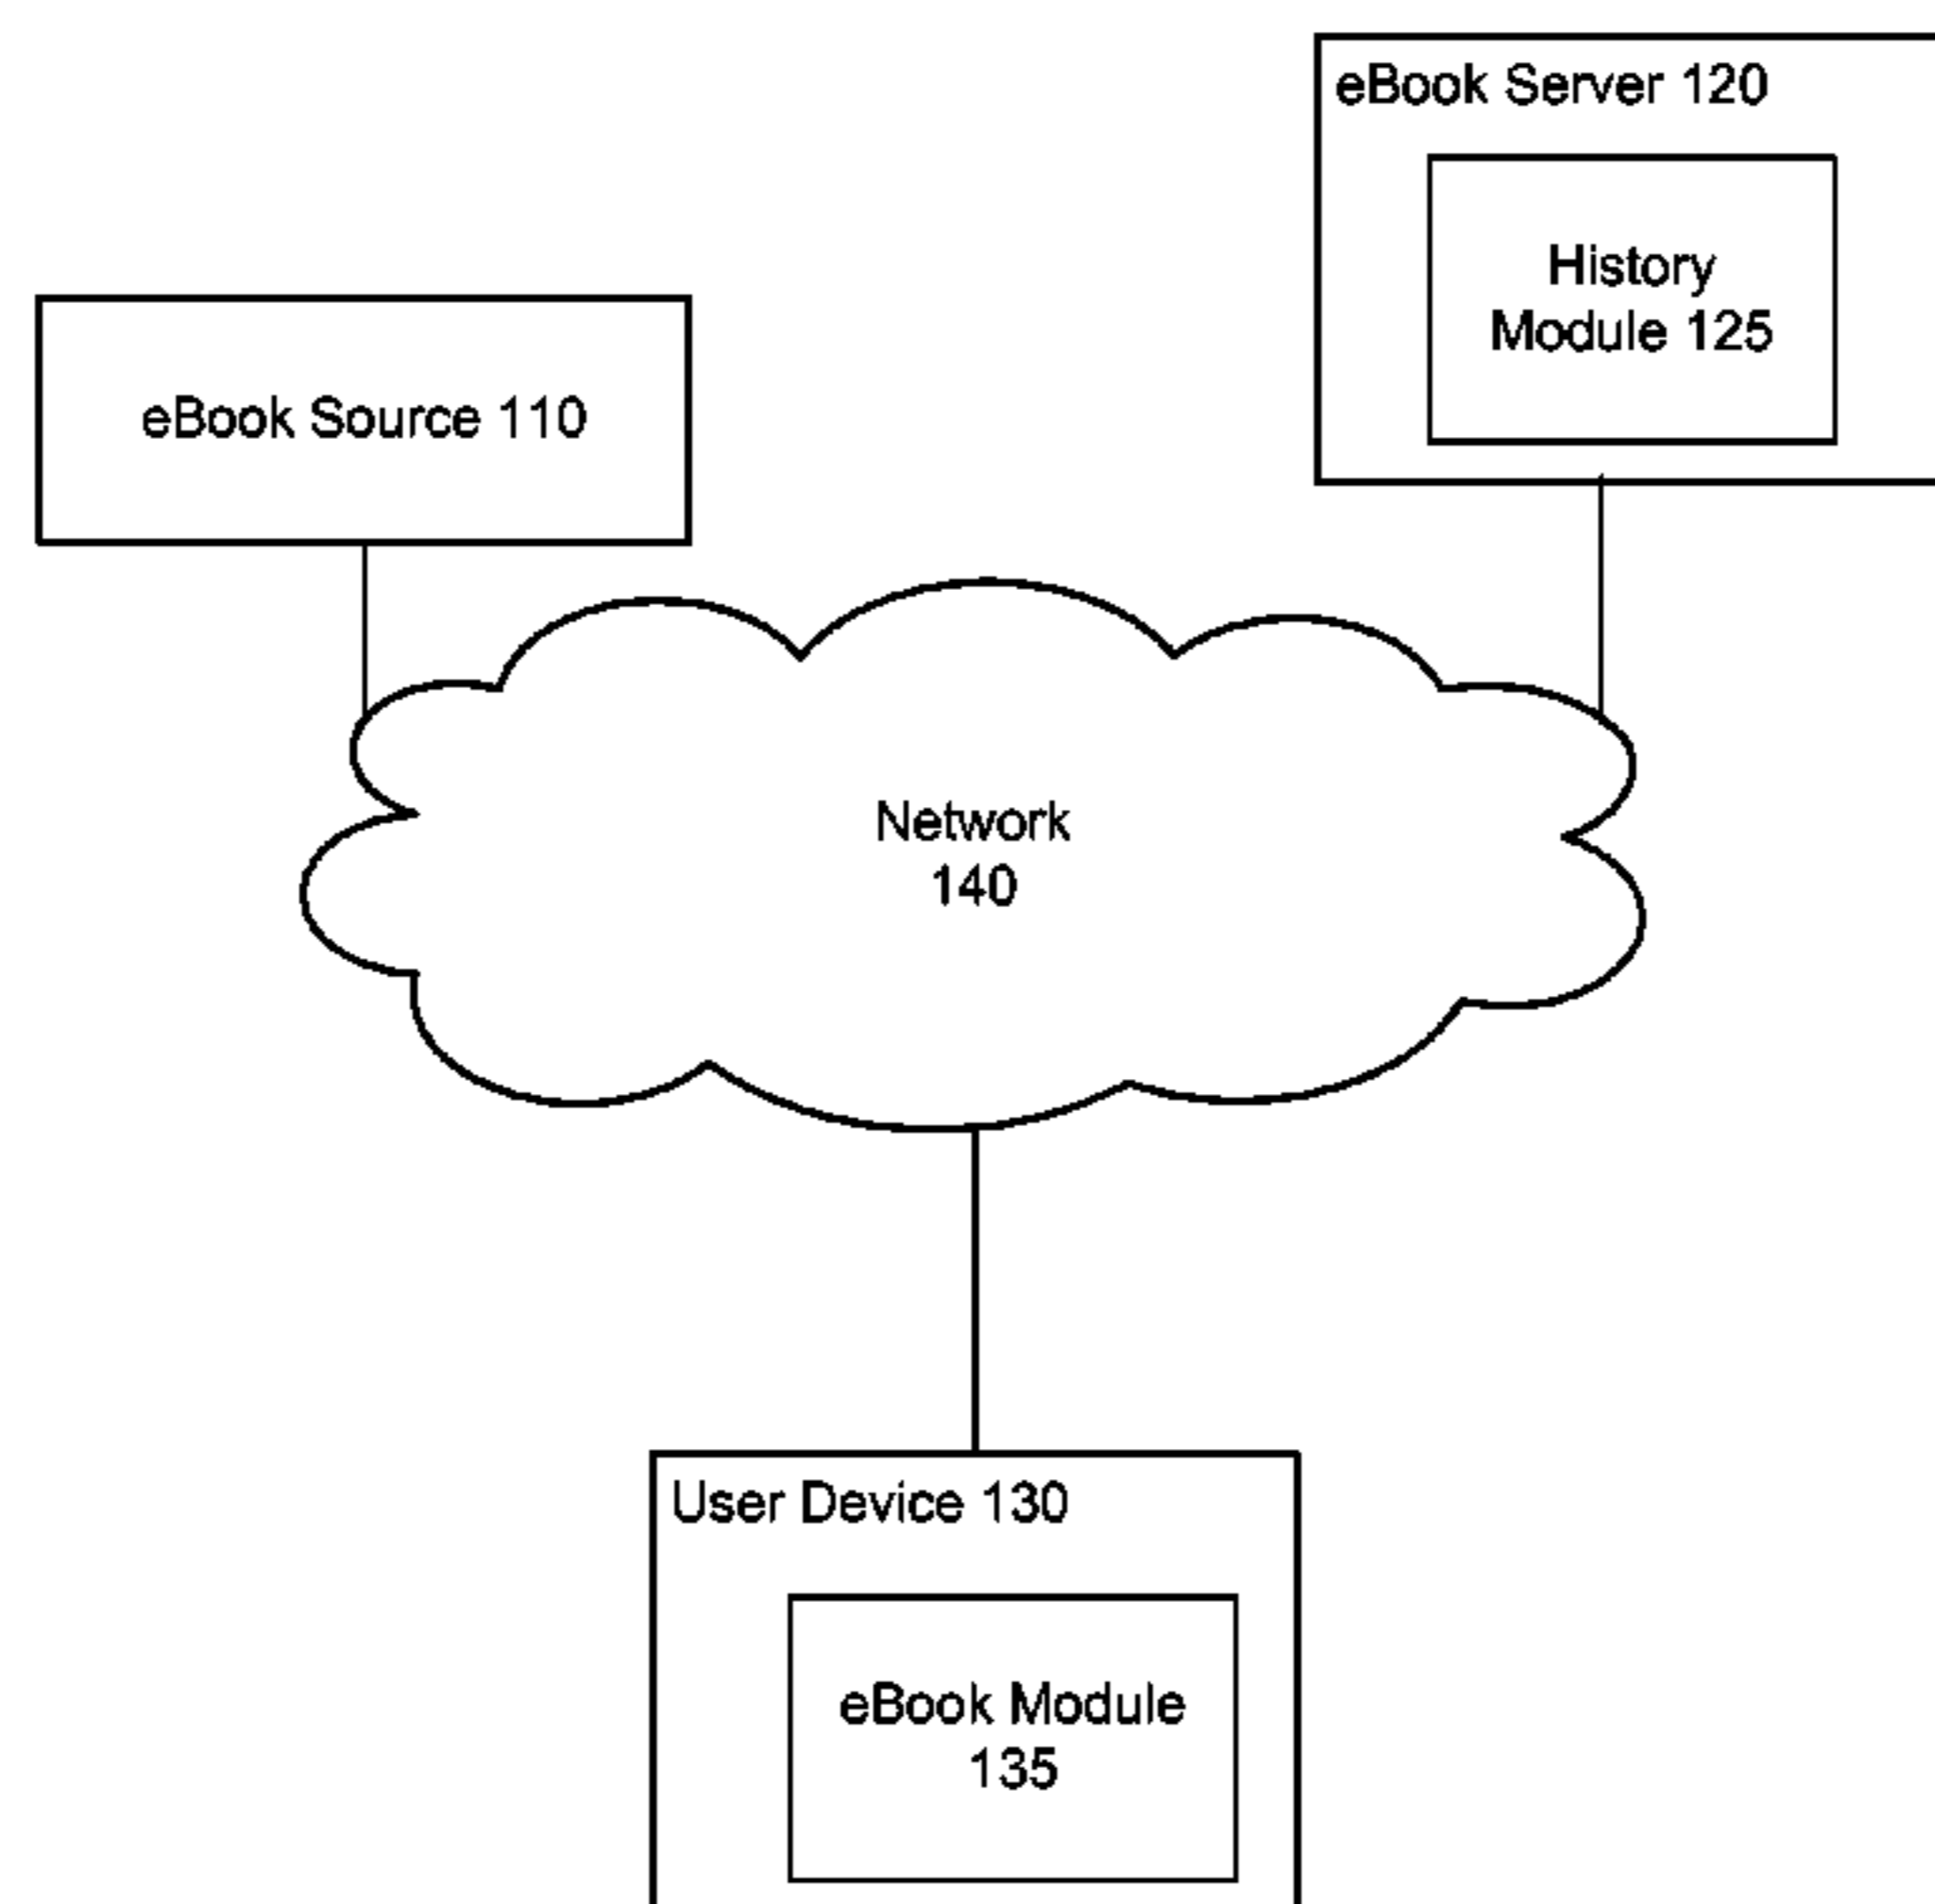 eBook Server 120
History
Module 125
eBook Source 110
Network
140
User Device 130
eBook Module
135